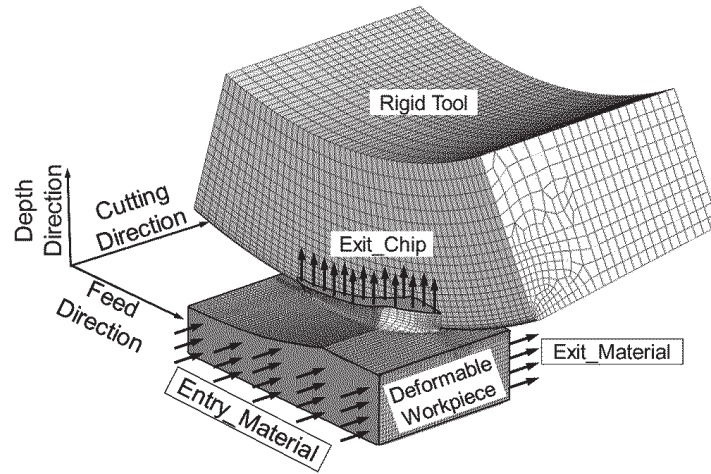 Rigid Tool
Depth
Direction
Cutting
Direction
Exit_Chip
Feed
Direction
Exit_Material
Deformable
Workpiece
Entry_Material